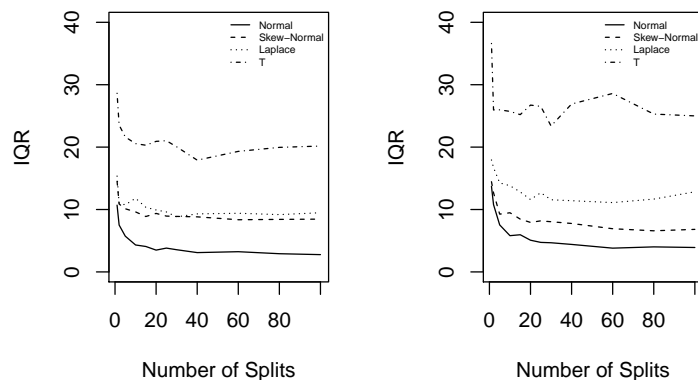 40
30
20
10
0
IQR
Normal
Skew−Normal
Laplace
T
0 20 40 60 80
Number of Splits
40
30
20
10
0
IQR
Normal
Skew−Normal
Laplace
T
0 20 40 60 80
Number of Splits